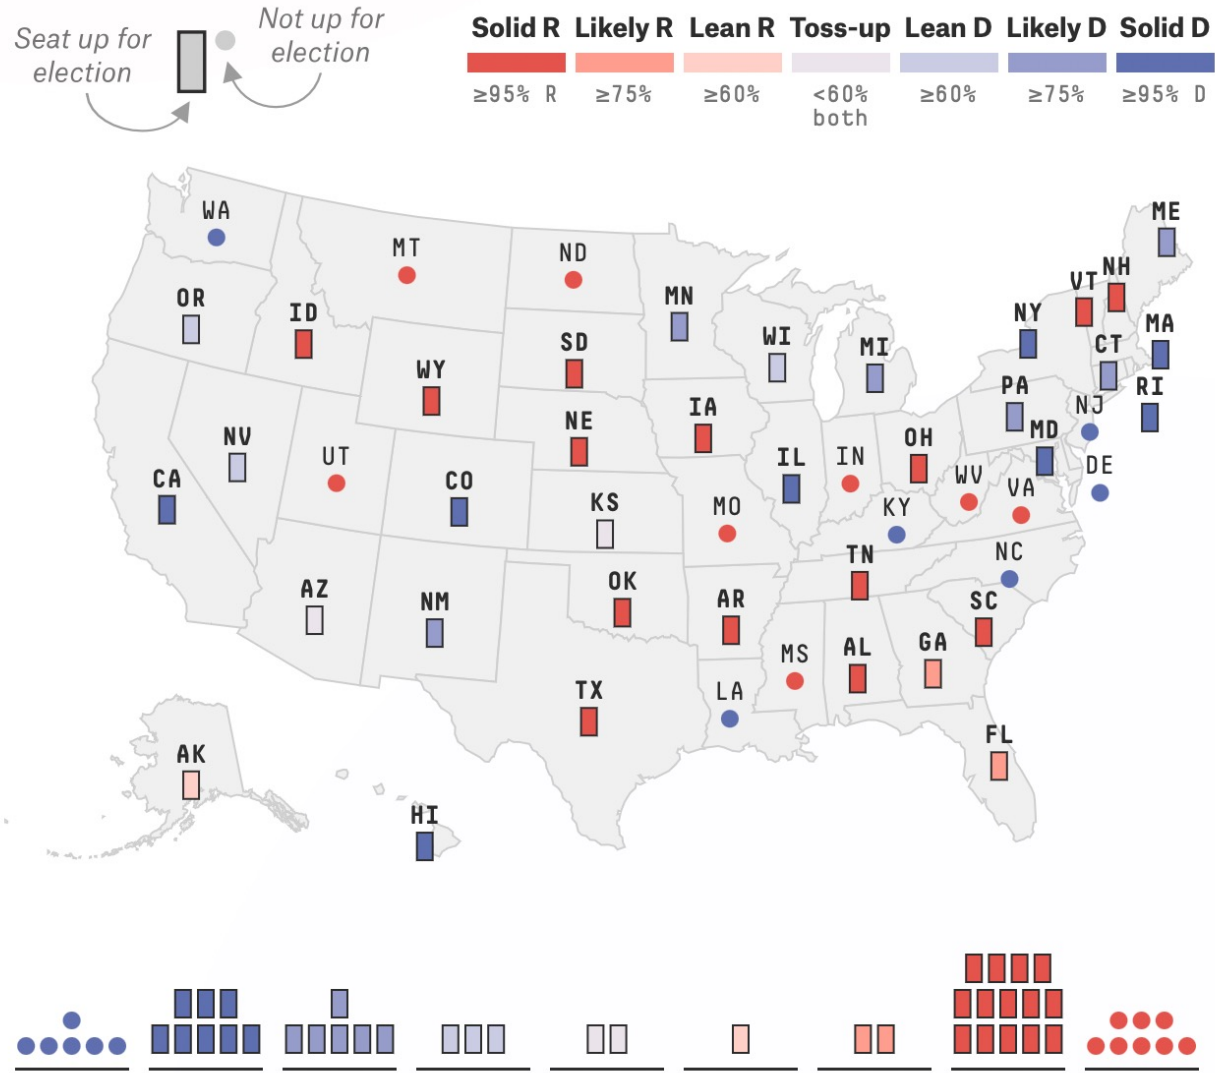 Seat up for
election
Not up for
election
Solid R Likely R Lean R Toss-up Lean D Likely D Solid D
≥95% R ≥75% ≥60% <60% ≥60% ≥75% ≥95% D
both
WA
MT
ND
ME
OR
ID
MN
VT
NH
NY
MA
SD
WI
MI
CT
WY
PA
RI
NE
IA
NJ
MD
NV
UT
CA
CO
IL
IN
OH
WV
DE
VA
KS
MO
KY
TN
NC
AZ
NM
OK
AR
SC
MS
AL
GA
TX
LA
FL
AK
HI